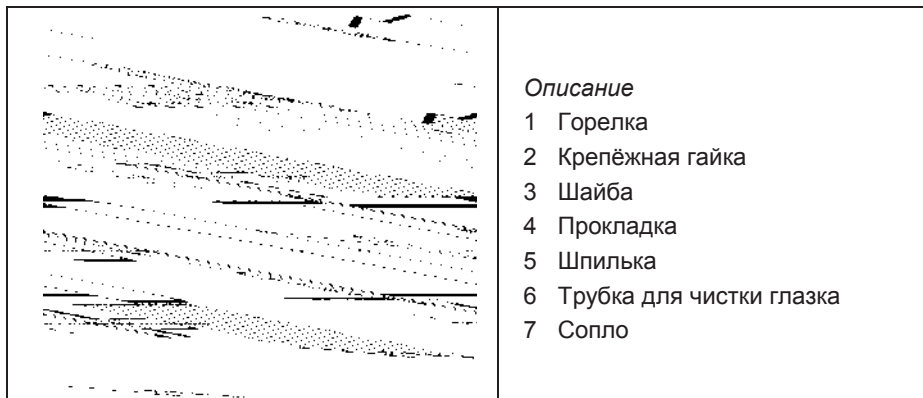 Описание
1 Горелка
2 Крепёжная гайка
3 Шайба
4 Прокладка
5 Шпилька
6 Трубка для чистки глазка
7 Сопло